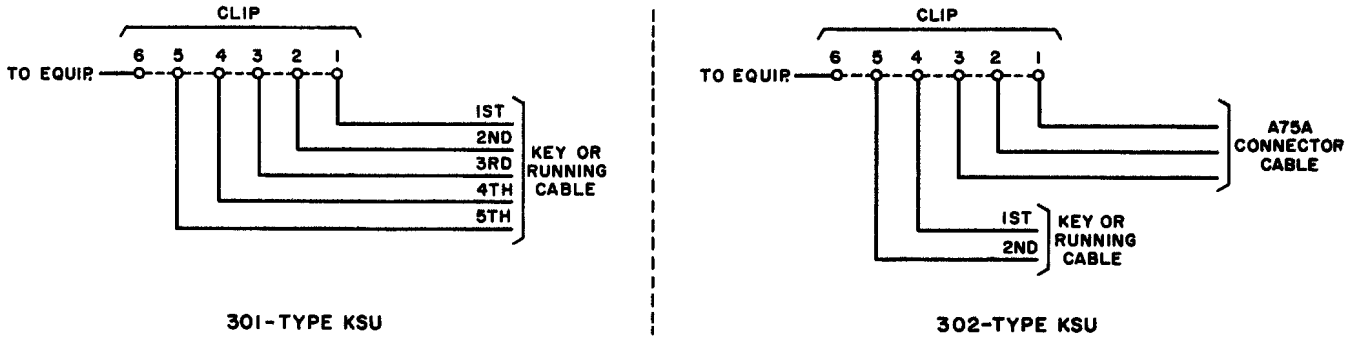 CLIP
6 5 4 3 2 1
TO EQUIP.
1ST
2ND
3RD
4TH
5TH
KEY OR
RUNNING
CABLE
301-TYPE KSU
CLIP
6 5 4 3 2 1
TO EQUIP.
A75A
CONNECTOR
CABLE
1ST
2ND
KEY OR
RUNNING
CABLE
302-TYPE KSU